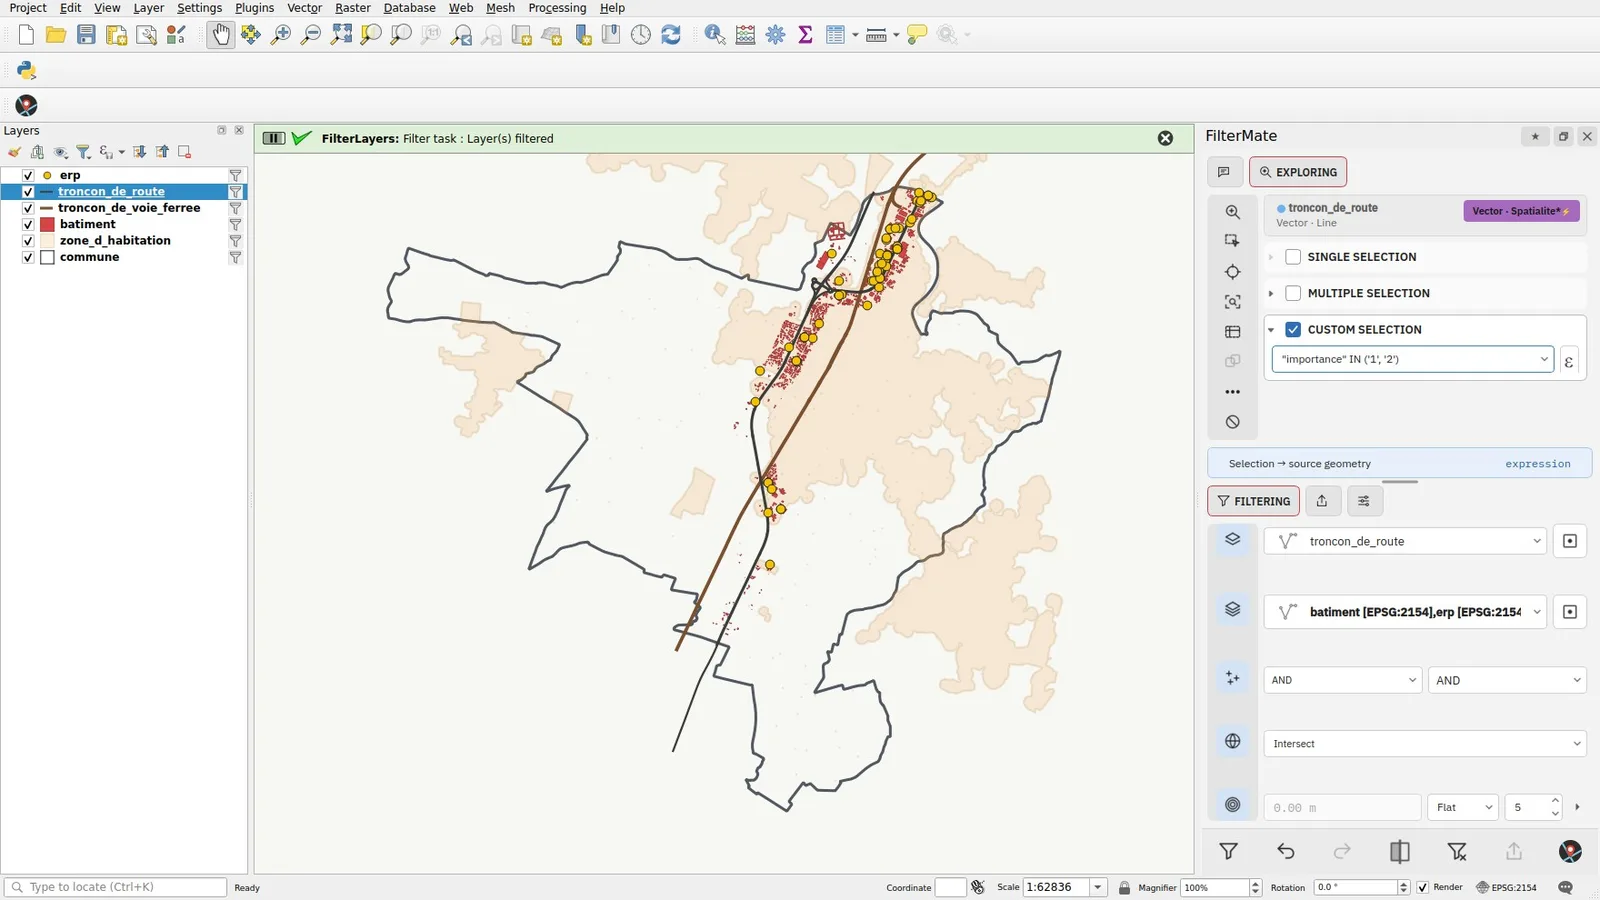 Project Edit View Layer Settings Plugins Vector Raster Database Web Mesh Processing Help
Layers
erp
troncon_de_route
troncon_de_voie_ferree
batiment
zone_d_habitation
commune
FilterLayers: Filter task : Layer(s) filtered
FilterMate
EXPLORING
troncon_de_route
Vector - Line
Vector - Spatialite*⚡
SINGLE SELECTION
MULTIPLE SELECTION
CUSTOM SELECTION
"importance" IN ('1', '2')
ε
Selection → source geometry expression
FILTERING
troncon_de_route
batiment [EPSG:2154],erp [EPSG:2154
AND AND
Intersect
0.00 m Flat 5
Type to locate (Ctrl+K) Ready Coordinate Scale 1:62836 Magnifier 100% Rotation 0.0 ° Render EPSG:2154